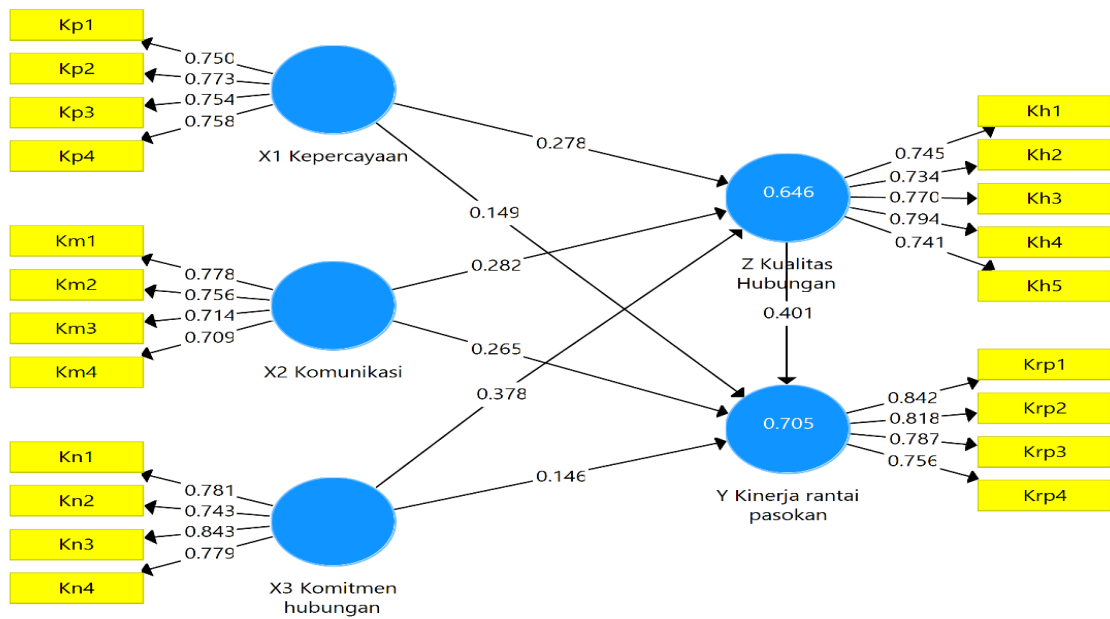 Kp1
Kp2
Kp3
Kp4
0.750
0.773
0.754
0.758
X1 Kepercayaan
Km1
Km2
Km3
Km4
0.778
0.756
0.714
0.709
X2 Komunikasi
Kn1
Kn2
Kn3
Kn4
0.781
0.743
0.843
0.779
X3 Komitmen
hubungan
0.278
0.149
0.282
0.265
0.378
0.146
0.646
Z Kualitas
Hubungan
0.401
0.705
Y Kinerja rantai
pasokan
0.745
0.734
0.770
0.794
0.741
Kh1
Kh2
Kh3
Kh4
Kh5
0.842
0.818
0.787
0.756
Krp1
Krp2
Krp3
Krp4